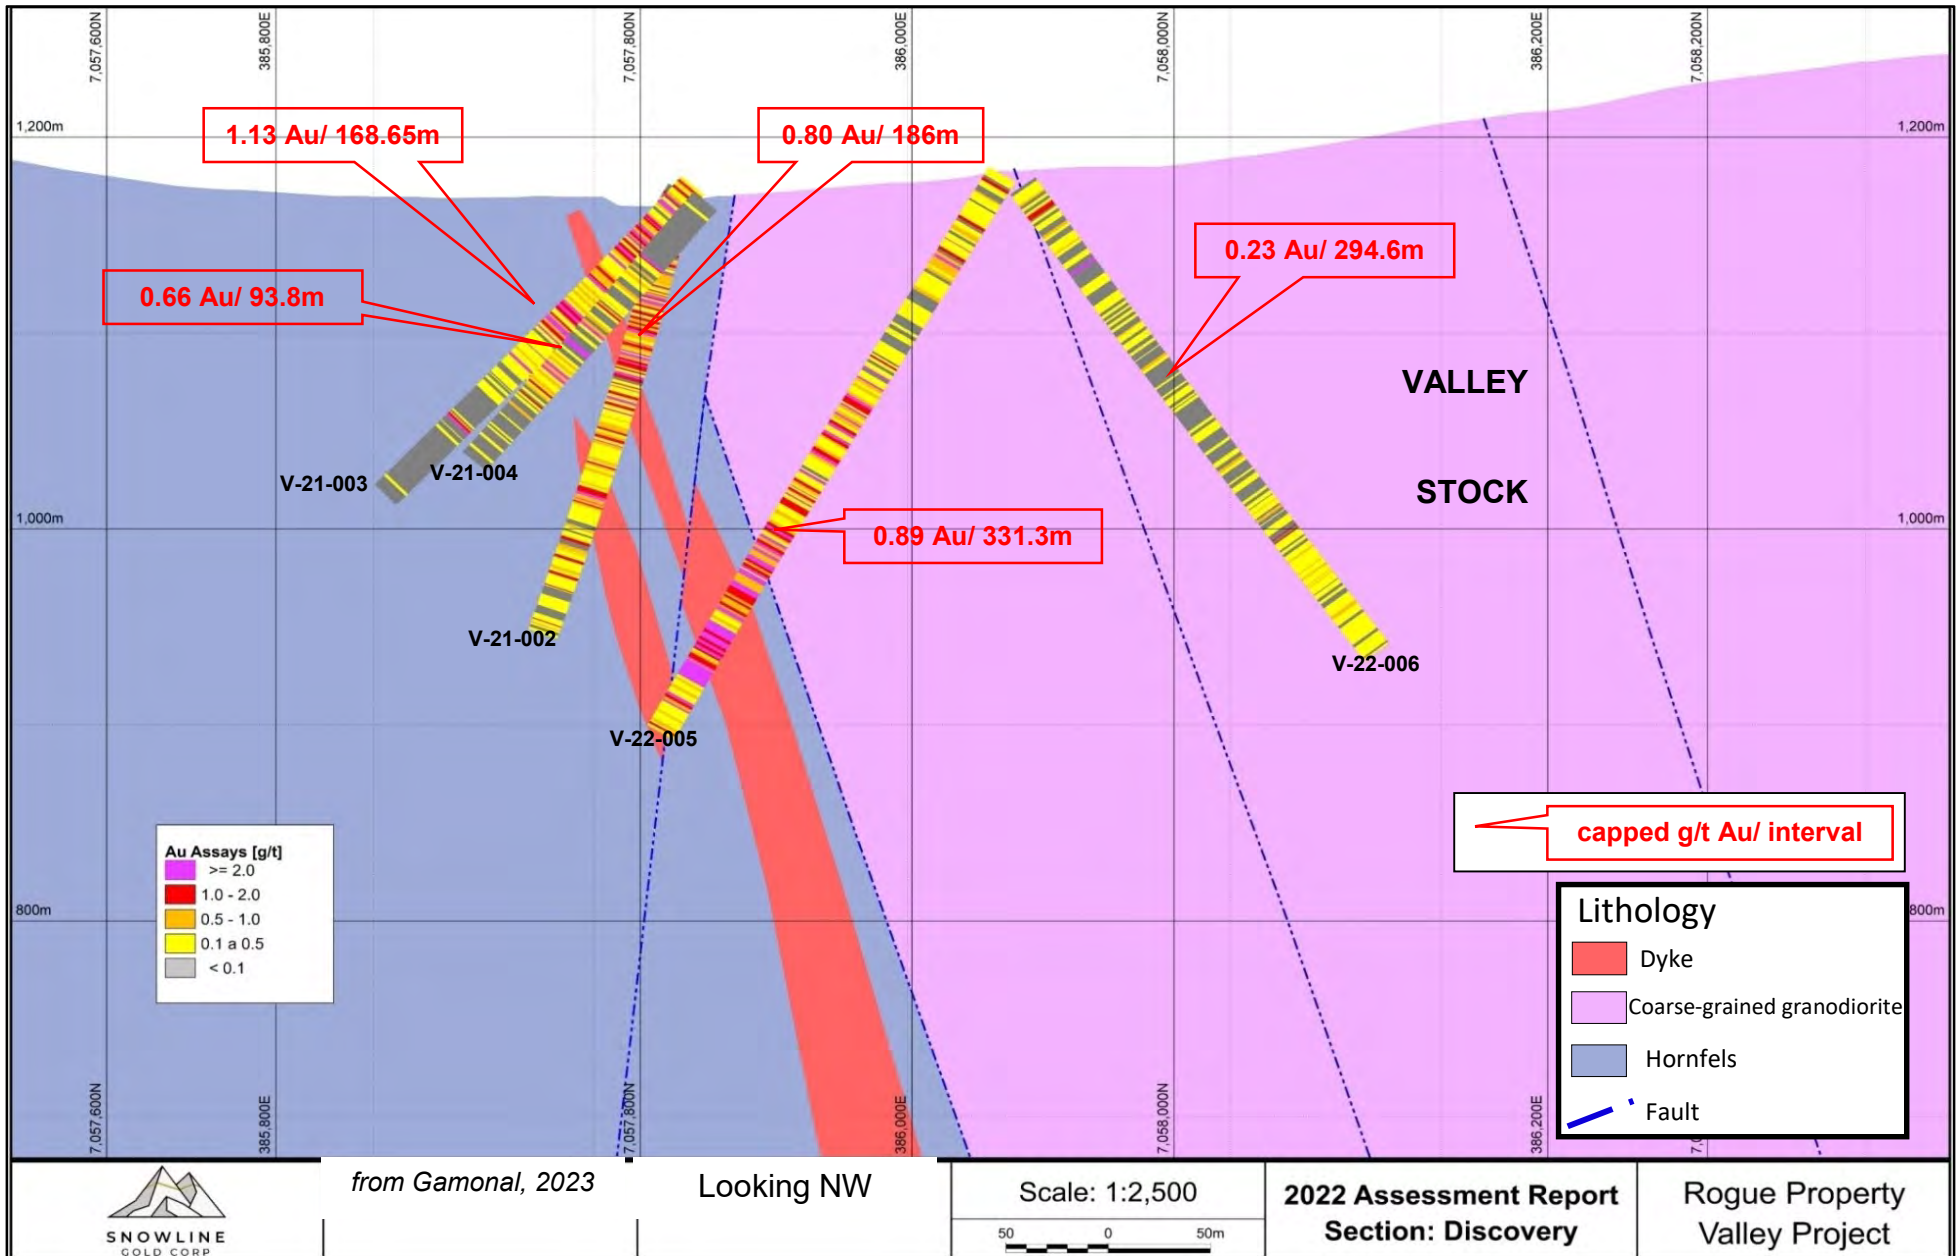 7,057,600N
385,800E
7,057,800N
386,000E
7,058,000N
386,200E
7,058,200N
1,200m
1,200m
1.13 Au/ 168.65m
0.80 Au/ 186m
0.66 Au/ 93.8m
0.23 Au/ 294.6m
VALLEY
STOCK
V-21-003
V-21-004
1,000m
1,000m
0.89 Au/ 331.3m
V-21-002
V-22-006
V-22-005
capped g/t Au/ interval
Au Assays [g/t]
>= 2.0
1.0 - 2.0
0.5 - 1.0
0.1 a 0.5
< 0.1
800m
800m
Lithology
Dyke
Coarse-grained granodiorite
Hornfels
Fault
7,057,600N
385,800E
7,057,800N
386,000E
7,058,000N
386,200E
SNOWLINE
GOLD CORP
from Gamonal, 2023
Looking NW
Scale: 1:2,500
50 0 50m
2022 Assessment Report
Section: Discovery
Rogue Property
Valley Project